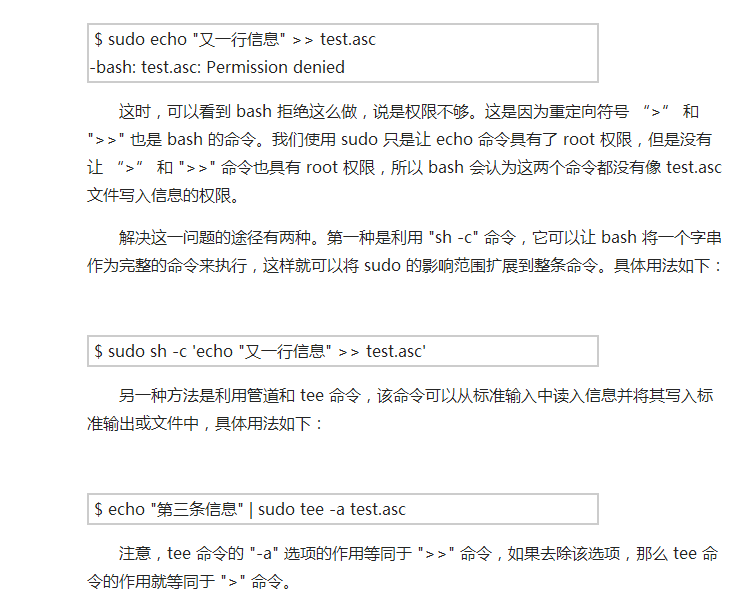 $ sudo echo "又一行信息" >> test.asc
-bash: test.asc: Permission denied
这时，可以看到 bash 拒绝这么做，说是权限不够。这是因为重定向符号 “>” 和
">>" 也是 bash 的命令。我们使用 sudo 只是让 echo 命令具有了 root 权限，但是没有
让 “>” 和 ">>" 命令也具有 root 权限，所以 bash 会认为这两个命令都没有像 test.asc
文件写入信息的权限。
解决这一问题的途径有两种。第一种是利用 "sh -c" 命令，它可以让 bash 将一个字串
作为完整的命令来执行，这样就可以将 sudo 的影响范围扩展到整条命令。具体用法如下：
$ sudo sh -c 'echo "又一行信息" >> test.asc'
另一种方法是利用管道和 tee 命令，该命令可以从标准输入中读入信息并将其写入标
准输出或文件中，具体用法如下：
$ echo "第三条信息" | sudo tee -a test.asc
注意，tee 命令的 "-a" 选项的作用等同于 ">>" 命令，如果去除该选项，那么 tee 命
令的作用就等同于 ">" 命令。